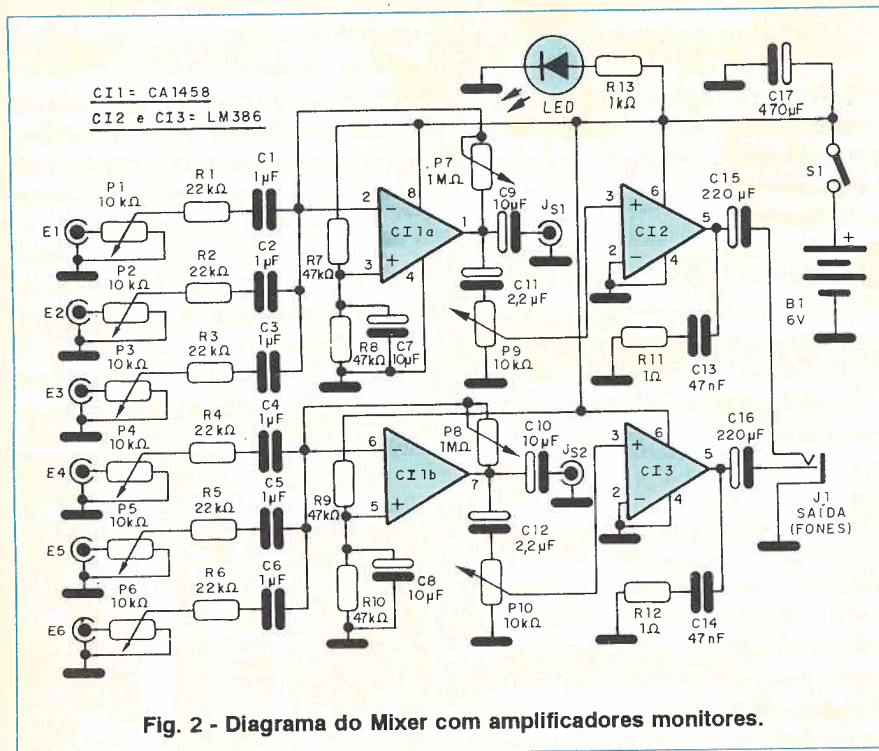 CI1= CA1458
CI2 e CI3= LM386
LED
R13
1kΩ
C17
470µF
S1
+
B1
6V
E1
P1
10kΩ
R1
22kΩ
C1
1µF
E2
P2
10kΩ
R2
22kΩ
C2
1µF
E3
P3
10kΩ
R3
22kΩ
C3
1µF
E4
P4
10kΩ
R4
22kΩ
C4
1µF
E5
P5
10kΩ
R5
22kΩ
C5
1µF
E6
P6
10kΩ
R6
22kΩ
C6
1µF
R7
47kΩ
R8
47kΩ
C7
10µF
2
−
8
CI1a
1
3
+
4
P7
1MΩ
C9
10µF
JS1
C11
2,2µF
P9
10kΩ
3
+
6
CI2
5
2
−
4
C15
220µF
R11
1Ω
C13
47nF
R9
47kΩ
R10
47kΩ
C8
10µF
6
−
CI1b
7
5
+
P8
1MΩ
C10
10µF
JS2
C12
2,2µF
P10
10kΩ
3
+
6
CI3
5
2
−
4
C16
220µF
R12
1Ω
C14
47nF
J1
SAÍDA
(FONES)
Fig. 2 - Diagrama do Mixer com amplificadores monitores.